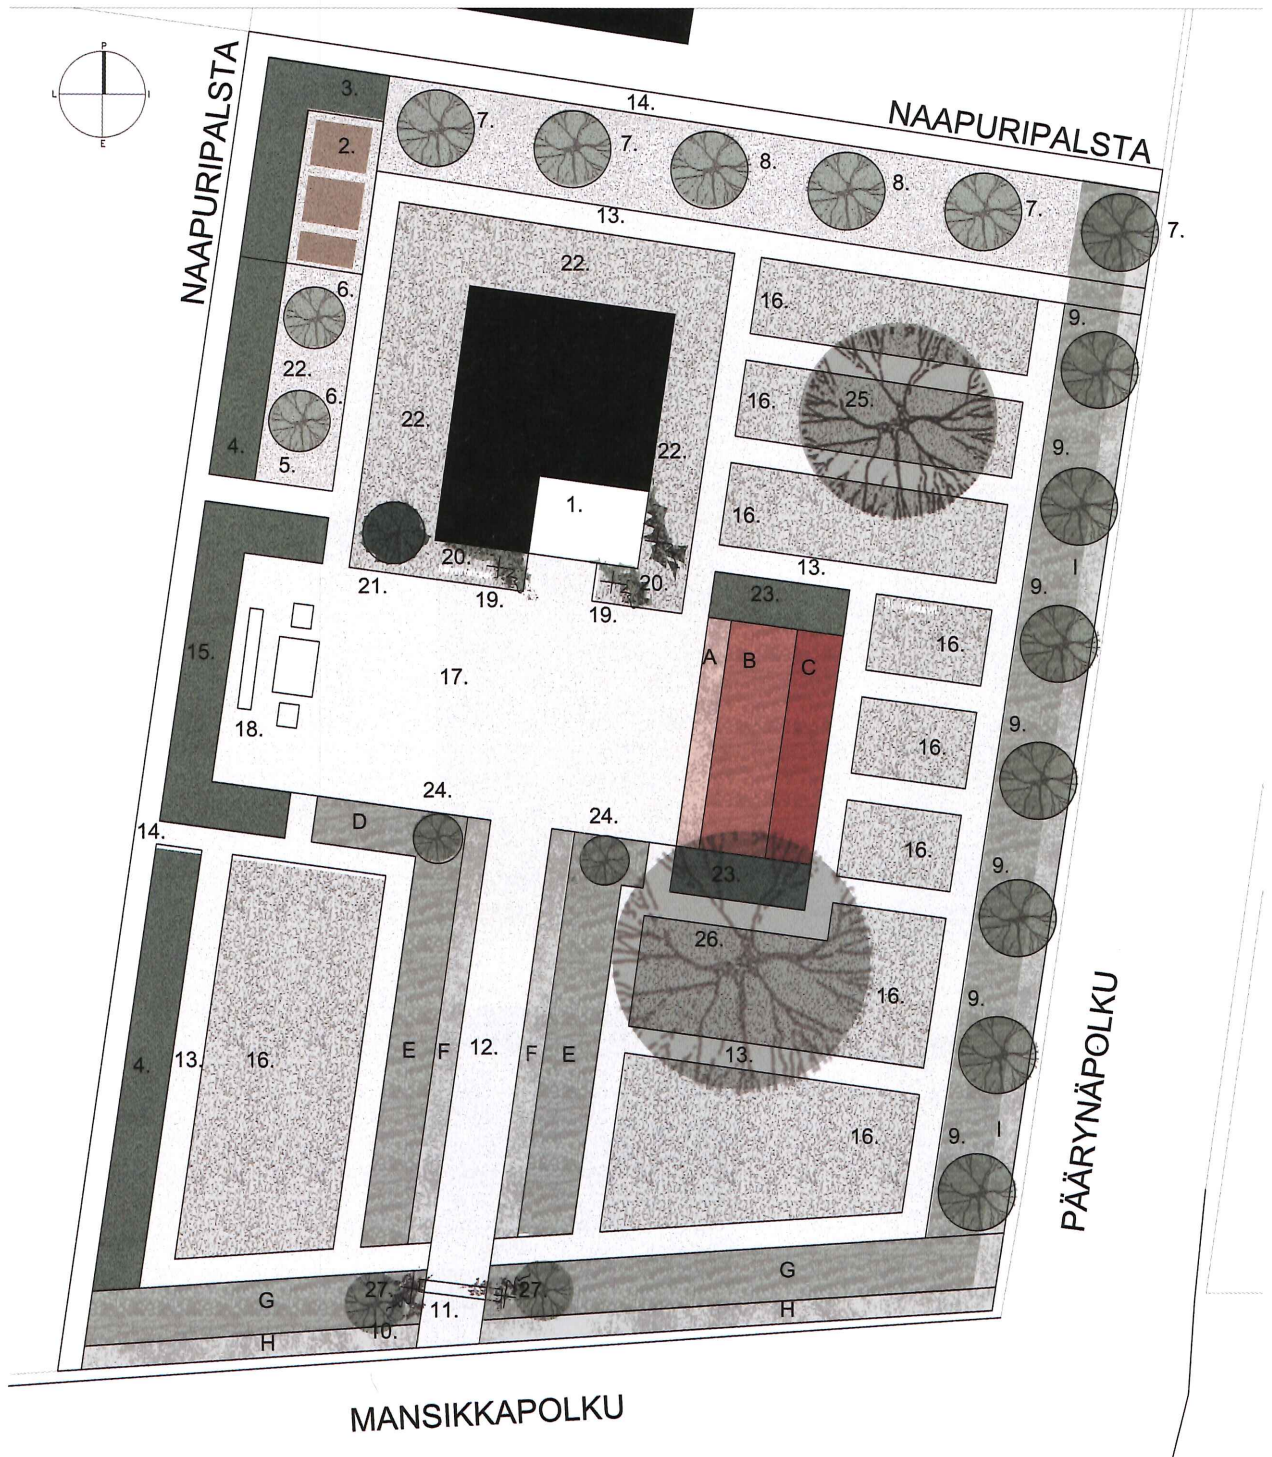 P
L
I
E
NAAPURIPALSTA
NAAPURIPALSTA
3.
14.
2.
7.
7.
8.
8.
7.
7.
13.
22.
6.
16.
9.
22.
6.
22.
16.
25.
22.
4.
5.
9.
1.
16.
I
20.
13.
21.
19.
20.
19.
23.
9.
15.
A
B
C
16.
17.
18.
9.
16.
24.
24.
14.
D
16.
9.
23.
26.
16.
9.
4.
13.
16.
E
F
12.
F
E
13.
PÄÄRYNÄPOLKU
16.
9.
I
G
27.
11.
27.
G
H
10.
H
MANSIKKAPOLKU